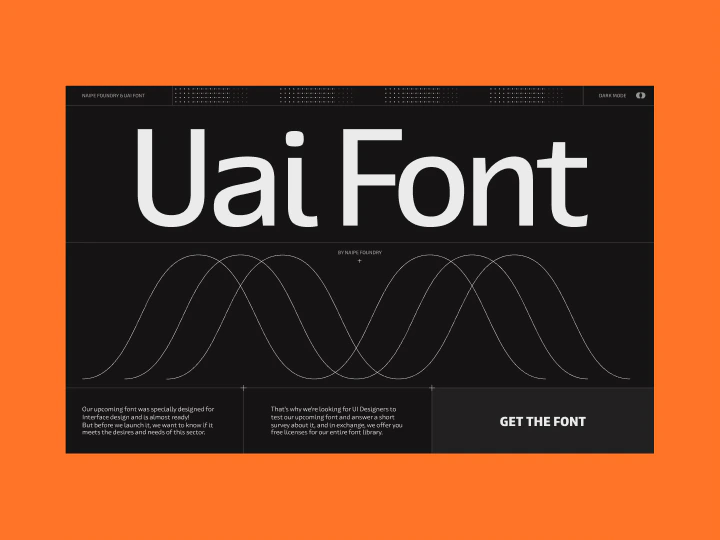 NAIPE FOUNDRY & UAI FONT
DARK MODE
Uai Font
BY NAIPE FOUNDRY
Our upcoming font was specially designed for
Interface design and is almost ready!
But before we launch it, we want to know if it
meets the desires and needs of this sector.
That's why we're looking for UI Designers to
test our upcoming font and answer a short
survey about it, and in exchange, we offer you
free licenses for our entire font library.
GET THE FONT